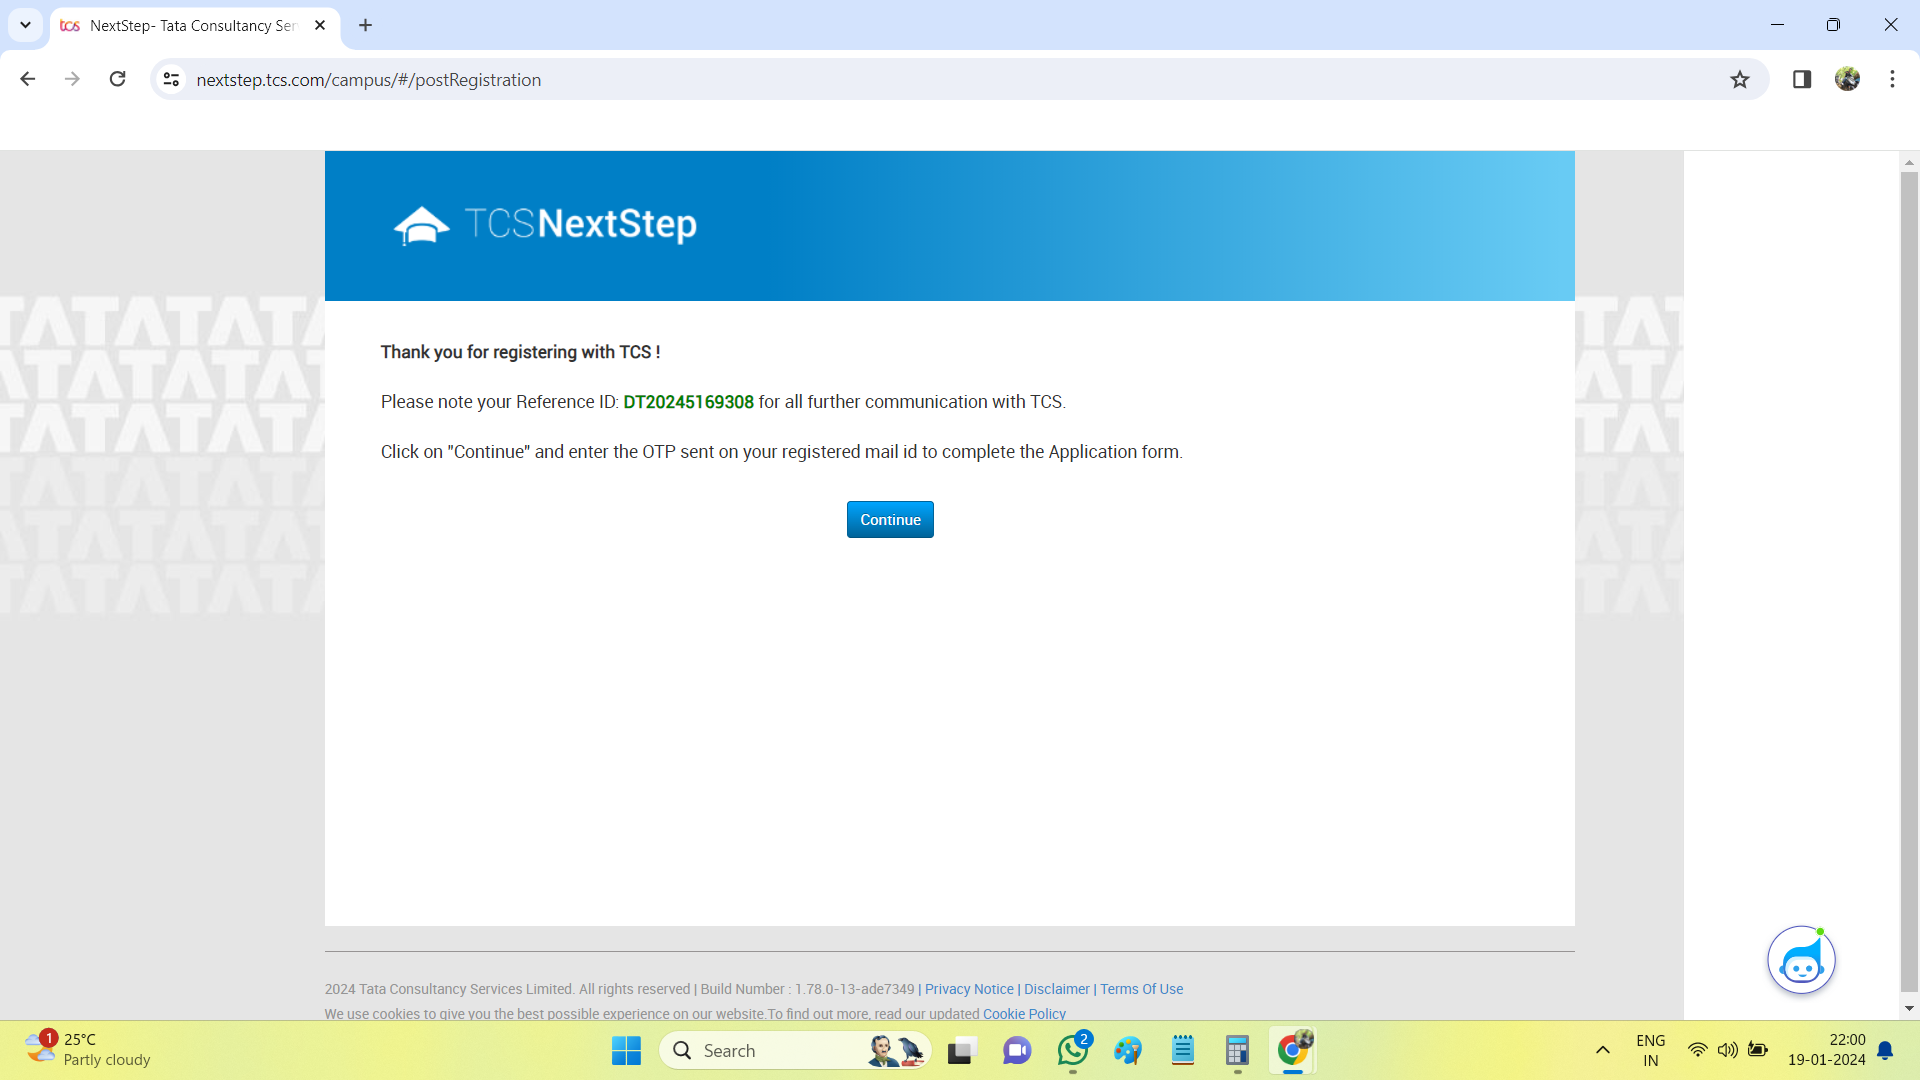 tcs NextStep- Tata Consultancy Ser
nextstep.tcs.com/campus/#/postRegistration
TCSNextStep
Thank you for registering with TCS !
Please note your Reference ID: DT20245169308 for all further communication with TCS.
Click on "Continue" and enter the OTP sent on your registered mail id to complete the Application form.
Continue
2024 Tata Consultancy Services Limited. All rights reserved | Build Number : 1.78.0-13-ade7349 | Privacy Notice | Disclaimer | Terms Of Use
We use cookies to give you the best possible experience on our website.To find out more, read our updated Cookie Policy
1
25°C
Partly cloudy
Search
2
ENG
IN
22:00
19-01-2024